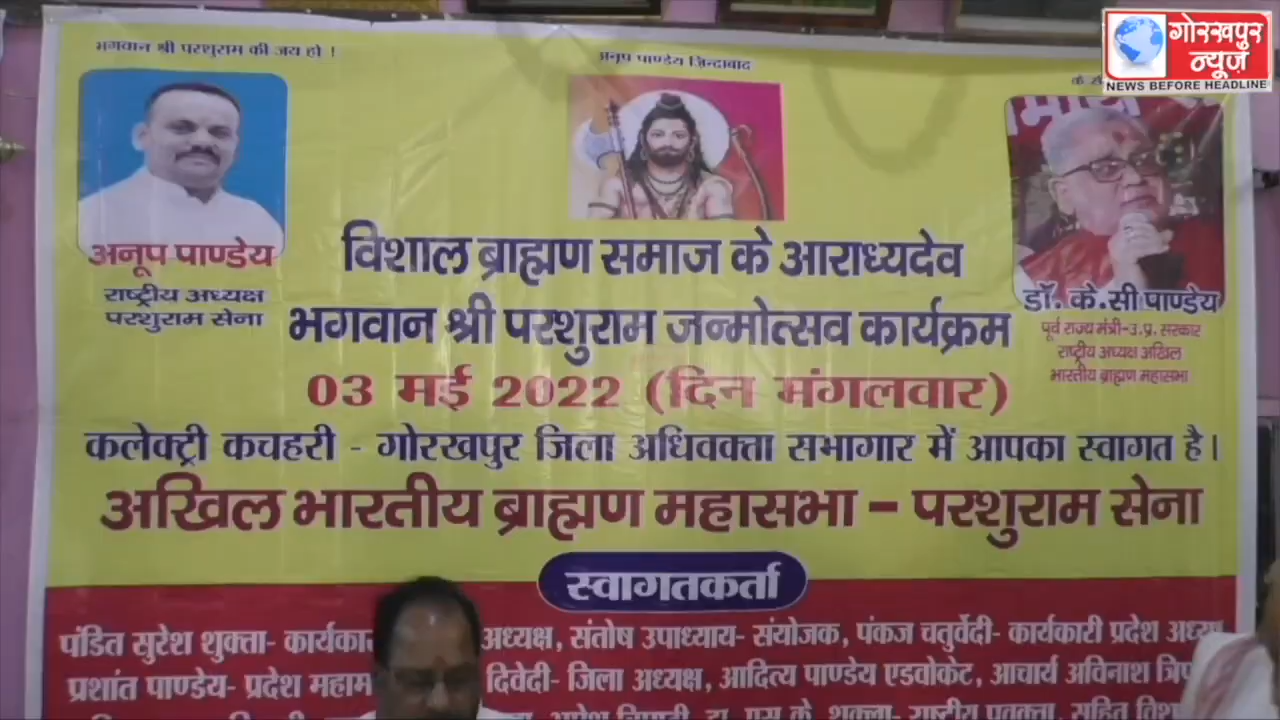 भगवान श्री परशुराम की जय हो !
अनूप पाण्डेय जिन्दाबाद
गोरखपुर
न्यूज़
NEWS BEFORE HEADLINE
अनूप पाण्डेय
राष्ट्रीय अध्यक्ष
परशुराम सेना
डॉ. के.सी पाण्डेय
पूर्व राज्य मंत्री-उ.प्र. सरकार
राष्ट्रीय अध्यक्ष अखिल
भारतीय ब्राह्मण महासभा
विशाल ब्राह्मण समाज के आराध्यदेव
भगवान श्री परशुराम जन्मोत्सव कार्यक्रम
03 मई 2022 (दिन मंगलवार)
कलेक्ट्री कचहरी - गोरखपुर जिला अधिवक्ता सभागार में आपका स्वागत है।
अखिल भारतीय ब्राह्मण महासभा - परशुराम सेना
स्वागतकर्ता
पंडित सुरेश शुक्ला- अध्यक्ष, संतोष उपाध्याय- संयोजक, पंकज चतुर्वेदी- कार्यकारी प्रदेश
प्रशांत पाण्डेय- प्रदेश दिवेदी- जिला अध्यक्ष, आदित्य पाण्डेय एडवोकेट, आचार्य अविनाश